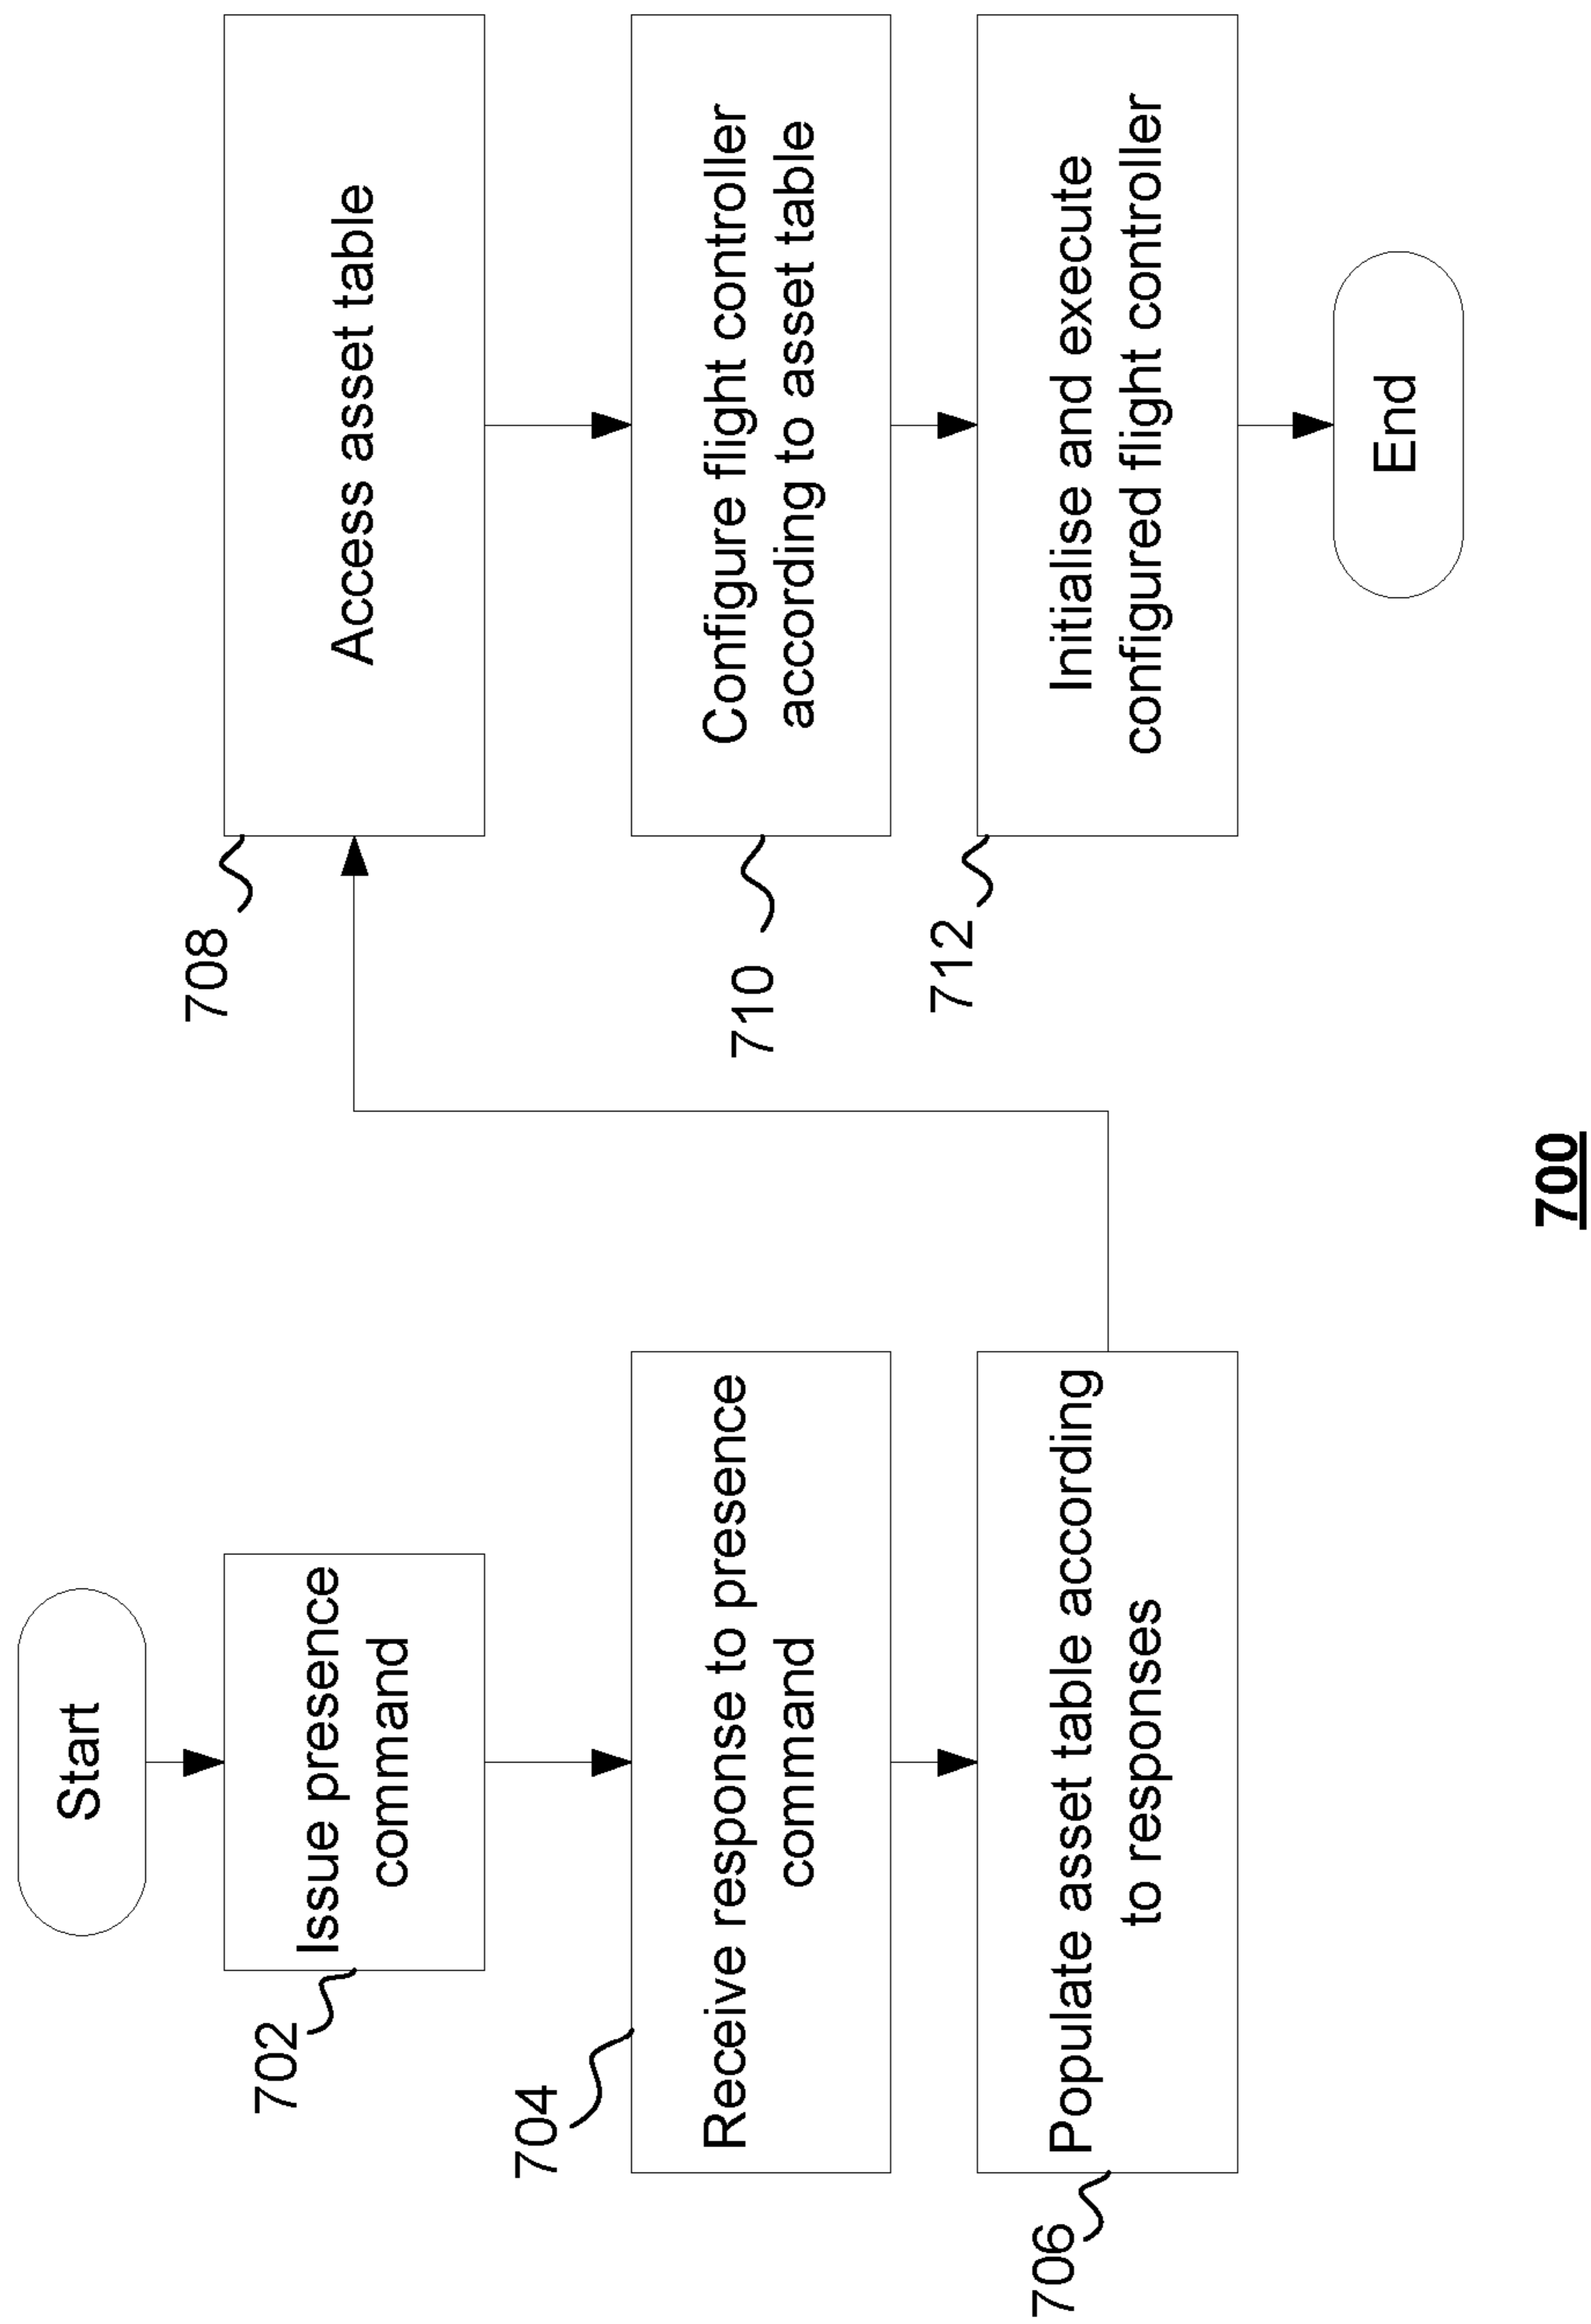 Start
702
Issue presence
command
704
Receive response to presence
command
706
Populate asset table according
to responses
708
Access asset table
710
Configure flight controller
according to asset table
712
Initialise and execute
configured flight controller
End
700